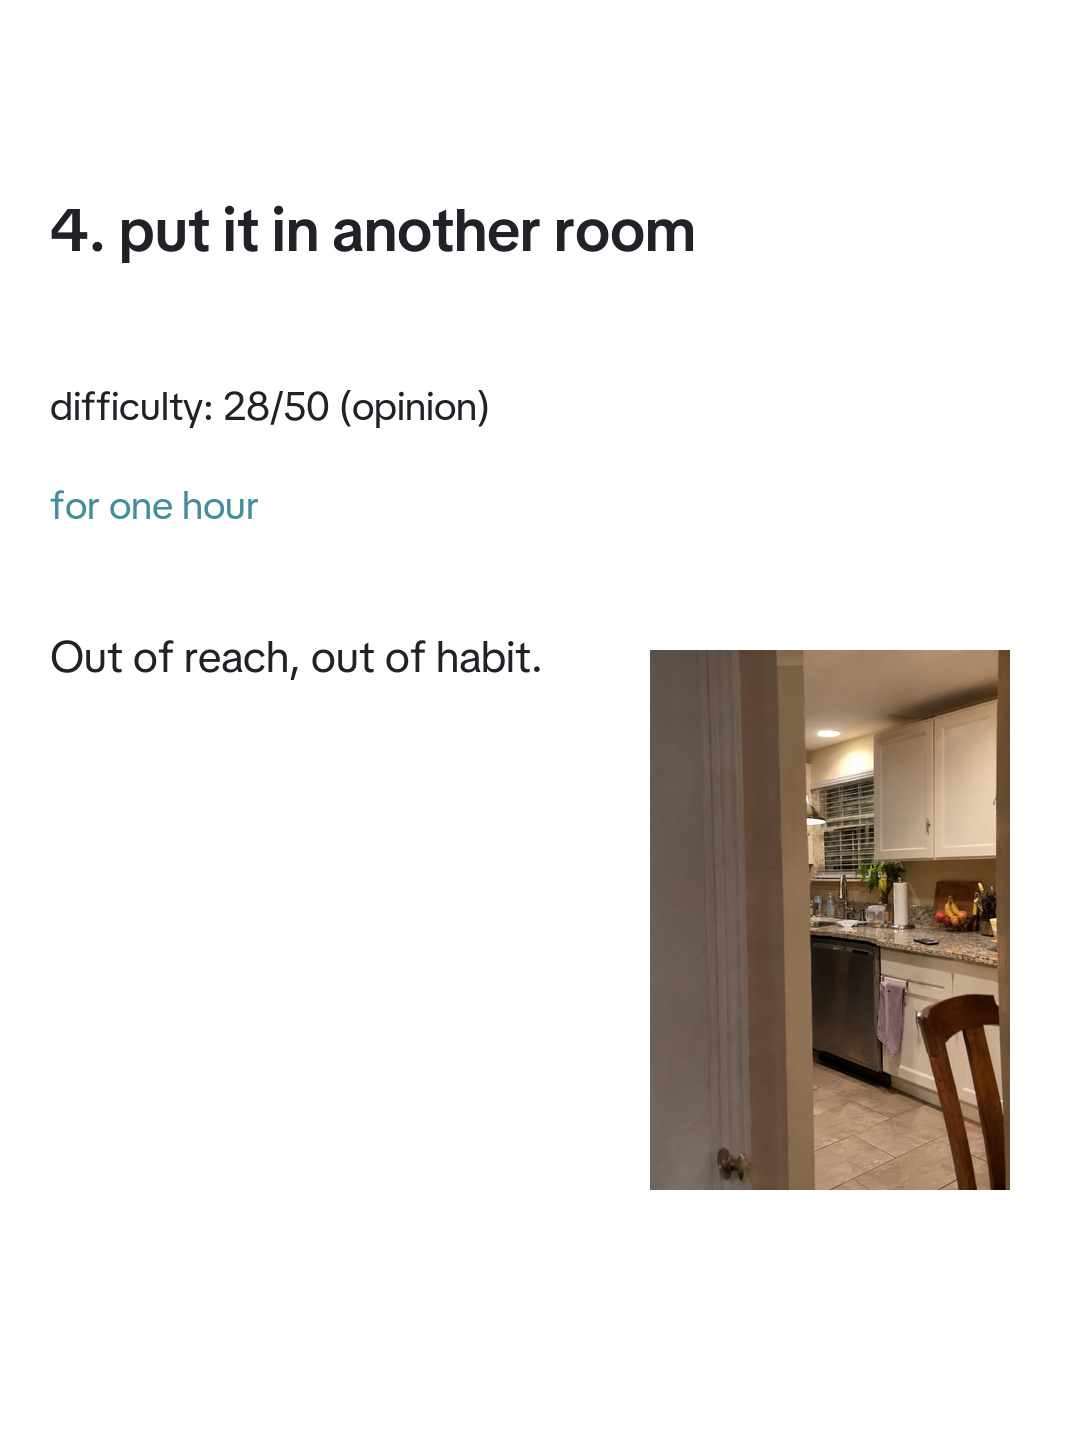 4. put it in another room
difficulty: 28/50 (opinion)
for one hour
Out of reach, out of habit.